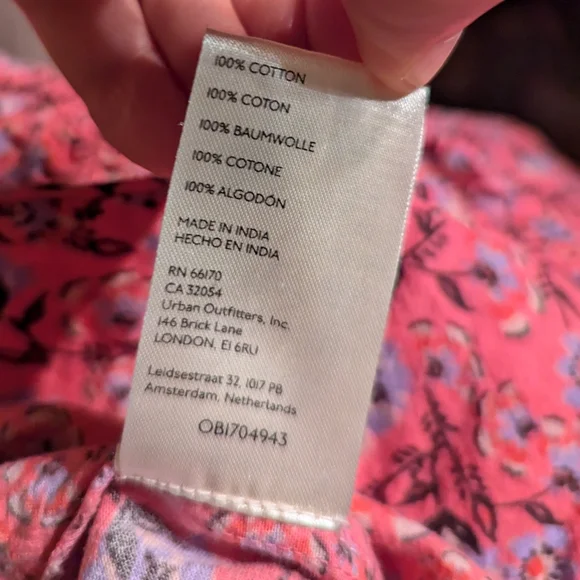 100% COTTON
100% COTON
100% BAUMWOLLE
100% COTONE
100% ALGODÓN
MADE IN INDIA
HECHO EN INDIA
RN 66170
CA 32054
Urban Outfitters, Inc.
146 Brick Lane
LONDON, E1 6RU
Leidsestraat 32, 1017 PB
Amsterdam, Netherlands
OB1704943